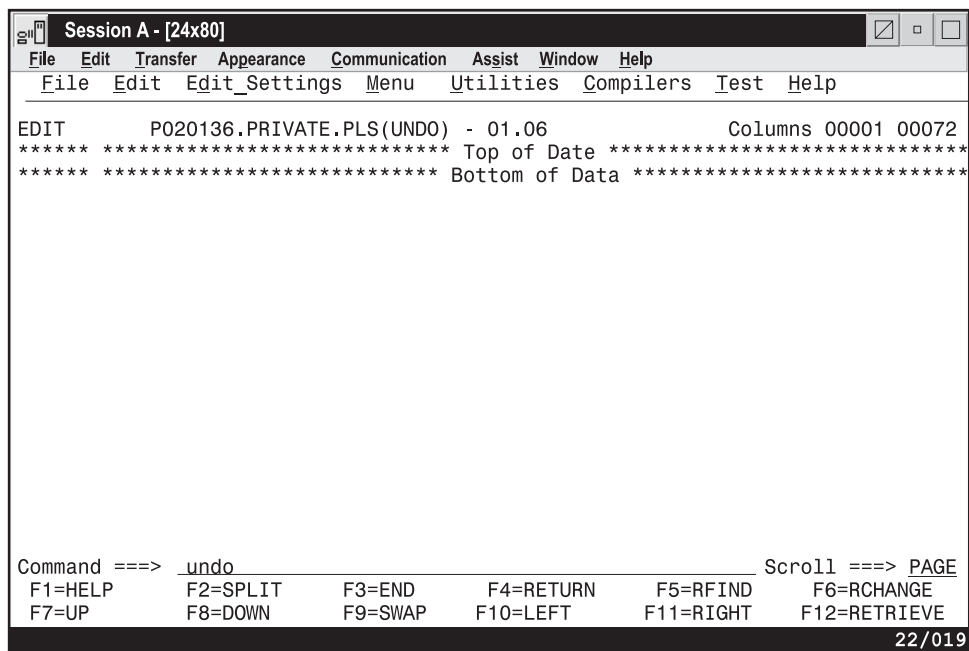 Session A - [24x80]
File Edit Transfer Appearance Communication Assist Window Help
File Edit Edit_Settings Menu Utilities Compilers Test Help
EDIT PO20136.PRIVATE.PLS(UNDO) - 01.06 Columns 00001 00072
****** ***************************** Top of Date ******************************
****** **************************** Bottom of Data ****************************
Command ===> undo Scroll ===> PAGE
F1=HELP F2=SPLIT F3=END F4=RETURN F5=RFIND F6=RCHANGE
F7=UP F8=DOWN F9=SWAP F10=LEFT F11=RIGHT F12=RETRIEVE
22/019